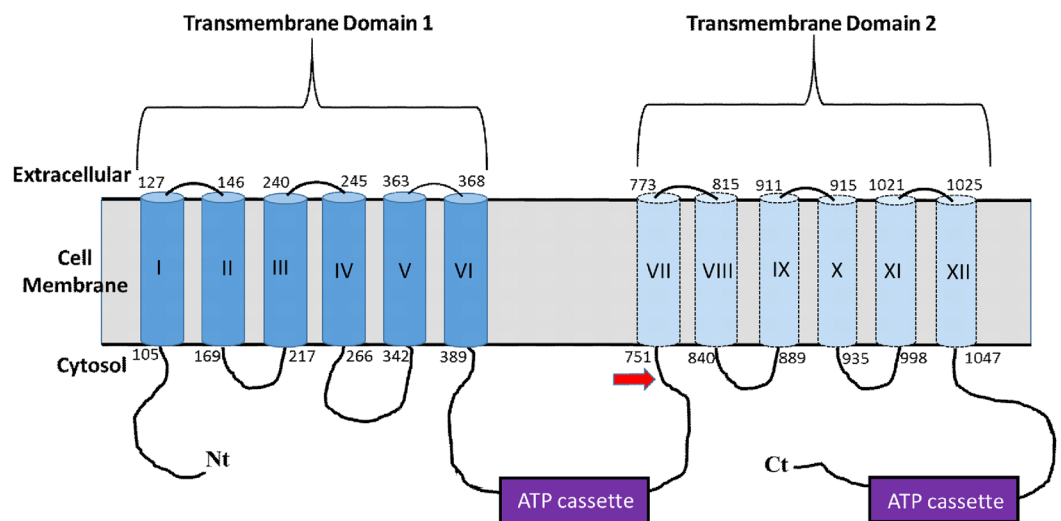 Transmembrane Domain 1 Transmembrane Domain 2
Extracellular 127 146 240 245 363 368 773 815 911 915 1021 1025
Cell
Membrane
I II III IV V VI VII VIII IX X XI XII
Cytosol 105 169 217 266 342 389 751 840 889 935 998 1047
Nt Ct
ATP cassette ATP cassette